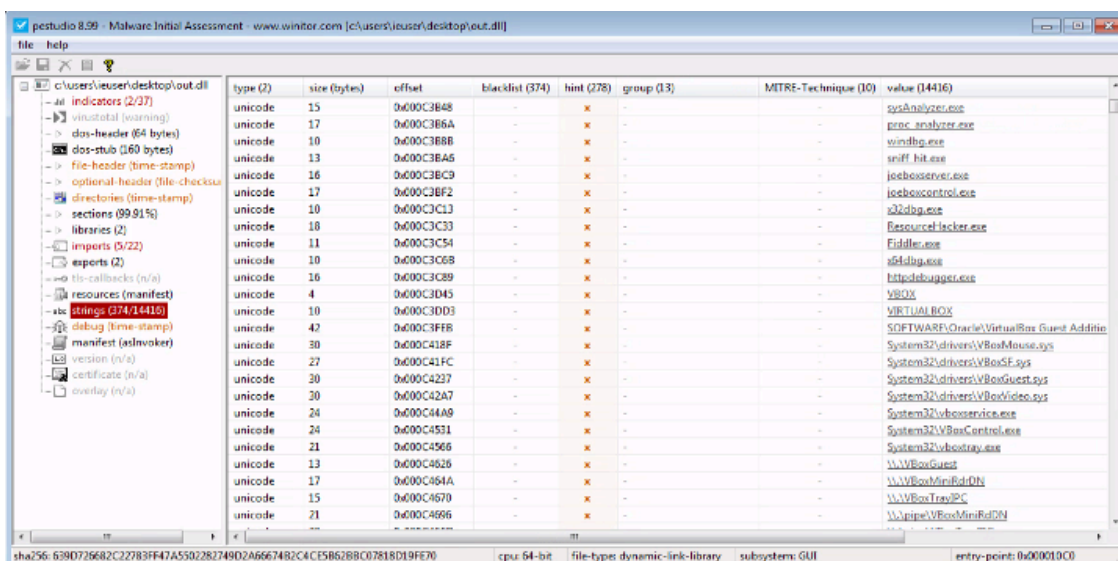 pestudio 8.99 - Malware Initial Assessment - www.winitor.com [c:\users\ieuser\desktop\out.dll]
file help
c:\users\ieuser\desktop\out.dll
indicators (2/37)
virustotal (warning)
dos-header (64 bytes)
dos-stub (160 bytes)
file-header (time-stamp)
optional-header (file-checksu
directories (time-stamp)
sections (99.91%)
libraries (2)
imports (5/22)
exports (2)
tls-callbacks (n/a)
resources (manifest)
abc strings (374/14416)
debug (time-stamp)
manifest (asInvoker)
version (n/a)
certificate (n/a)
overlay (n/a)
type (2) size (bytes) offset blacklist (374) hint (278) group (13) MITRE-Technique (10) value (14416)
unicode 15 0x000C3B48 - x - - sysAnalyzer.exe
unicode 17 0x000C3B6A - x - - proc_analyzer.exe
unicode 10 0x000C3B8B - x - - windbg.exe
unicode 13 0x000C3BA6 - x - - sniff_hit.exe
unicode 16 0x000C3BC9 - x - - joeboxserver.exe
unicode 17 0x000C3BF2 - x - - joeboxcontrol.exe
unicode 10 0x000C3C13 - x - - x32dbg.exe
unicode 18 0x000C3C33 - x - - ResourceHacker.exe
unicode 11 0x000C3C54 - x - - Fiddler.exe
unicode 10 0x000C3C6B - x - - x64dbg.exe
unicode 16 0x000C3C89 - x - - httpdebugger.exe
unicode 4 0x000C3D45 - x - - VBOX
unicode 10 0x000C3DD3 - x - - VIRTUALBOX
unicode 42 0x000C3FEB - x - - SOFTWARE\Oracle\VirtualBox Guest Additio
unicode 30 0x000C418F - x - - System32\drivers\VBoxMouse.sys
unicode 27 0x000C41FC - x - - System32\drivers\VBoxSF.sys
unicode 30 0x000C4237 - x - - System32\drivers\VBoxGuest.sys
unicode 30 0x000C42A7 - x - - System32\drivers\VBoxVideo.sys
unicode 24 0x000C44A9 - x - - System32\vboxservice.exe
unicode 24 0x000C4531 - x - - System32\VBoxControl.exe
unicode 21 0x000C4566 - x - - System32\vboxtray.exe
unicode 13 0x000C4626 - x - - \\.\VBoxGuest
unicode 17 0x000C464A - x - - \\.\VBoxMiniRdrDN
unicode 15 0x000C4670 - x - - \\.\VBoxTrayIPC
unicode 21 0x000C4696 - x - - \\.\pipe\VBoxMiniRdDN
cpu: 64-bit file-type: dynamic-link-library subsystem: GUI entry-point: 0x000010C0